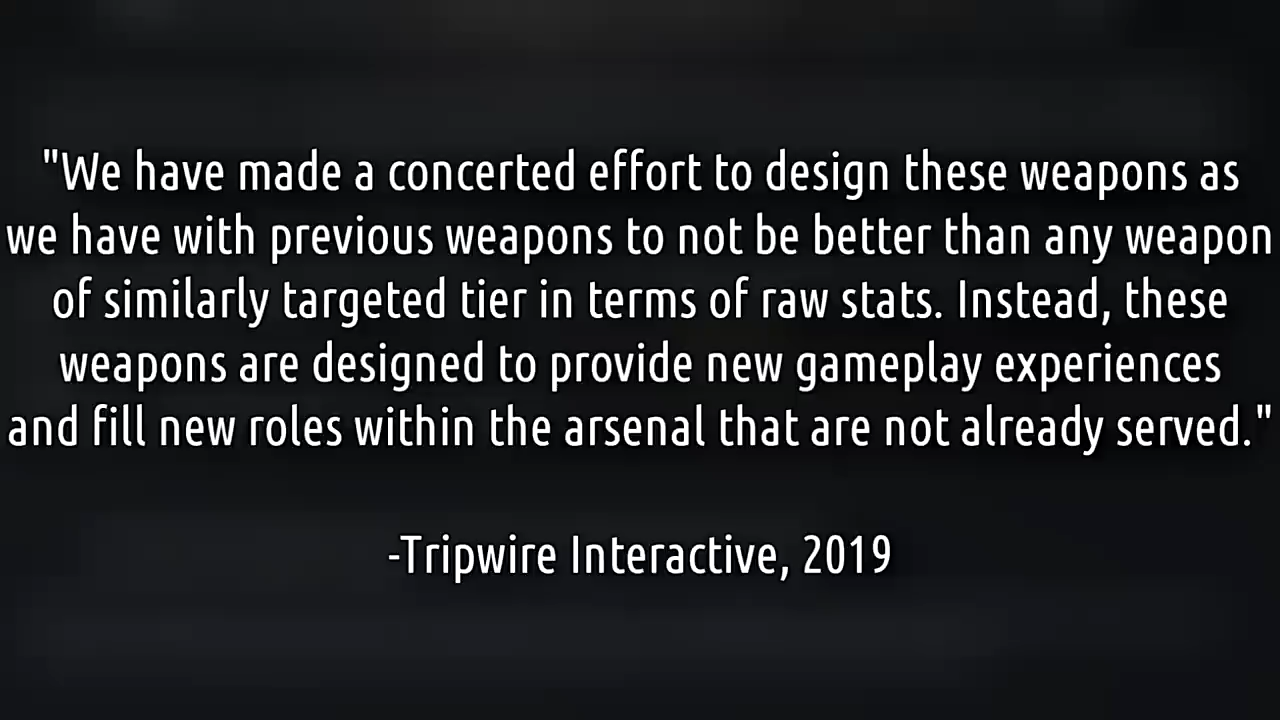 "We have made a concerted effort to design these weapons as
we have with previous weapons to not be better than any weapon
of similarly targeted tier in terms of raw stats. Instead, these
weapons are designed to provide new gameplay experiences
and fill new roles within the arsenal that are not already served."
-Tripwire Interactive, 2019